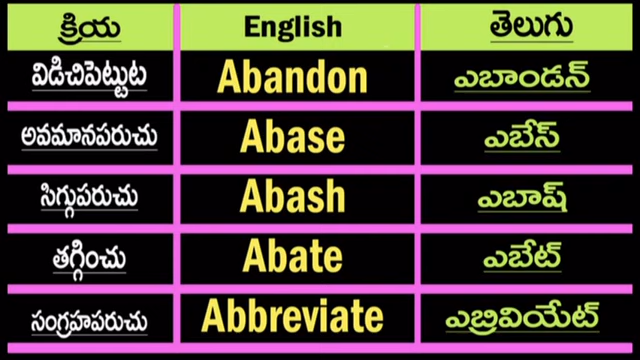 క్రియ English తెలుగు
విడిచిపెట్టుట Abandon ఎబాండన్
అవమానపరుచు Abase ఎబేస్
సిగ్గుపరుచు Abash ఎబాష్
తగ్గించు Abate ఎబేట్
సంగ్రహపరుచు Abbreviate ఎబ్రివియేట్